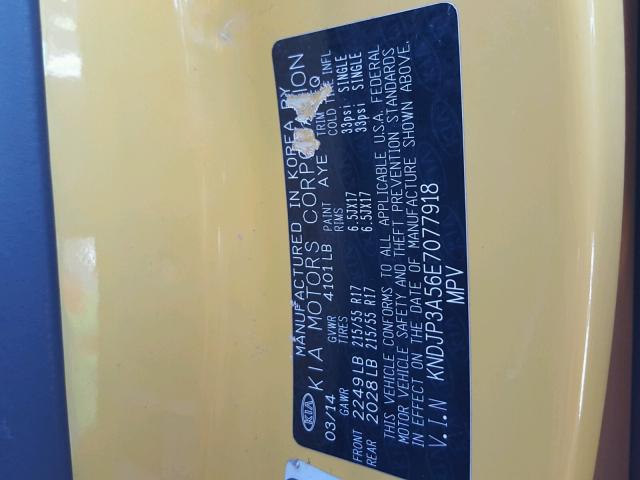 MANUFACTURED IN KOREA BY
KIA KIA MOTORS CORPORATION
03/14 GVWR 4101LB PAINT AYE TRIM EQ
GAWR TIRES RIMS COLD TIRE INFL
FRONT 2249LB 215/55 R17 6.5JX17 33psi SINGLE
REAR 2028LB 215/55 R17 6.5JX17 33psi SINGLE
THIS VEHICLE CONFORMS TO ALL APPLICABLE U.S.A. FEDERAL
MOTOR VEHICLE SAFETY AND THEFT PREVENTION STANDARDS
IN EFFECT ON THE DATE OF MANUFACTURE SHOWN ABOVE.
V.I.N KNDJP3A56E7077918
MPV